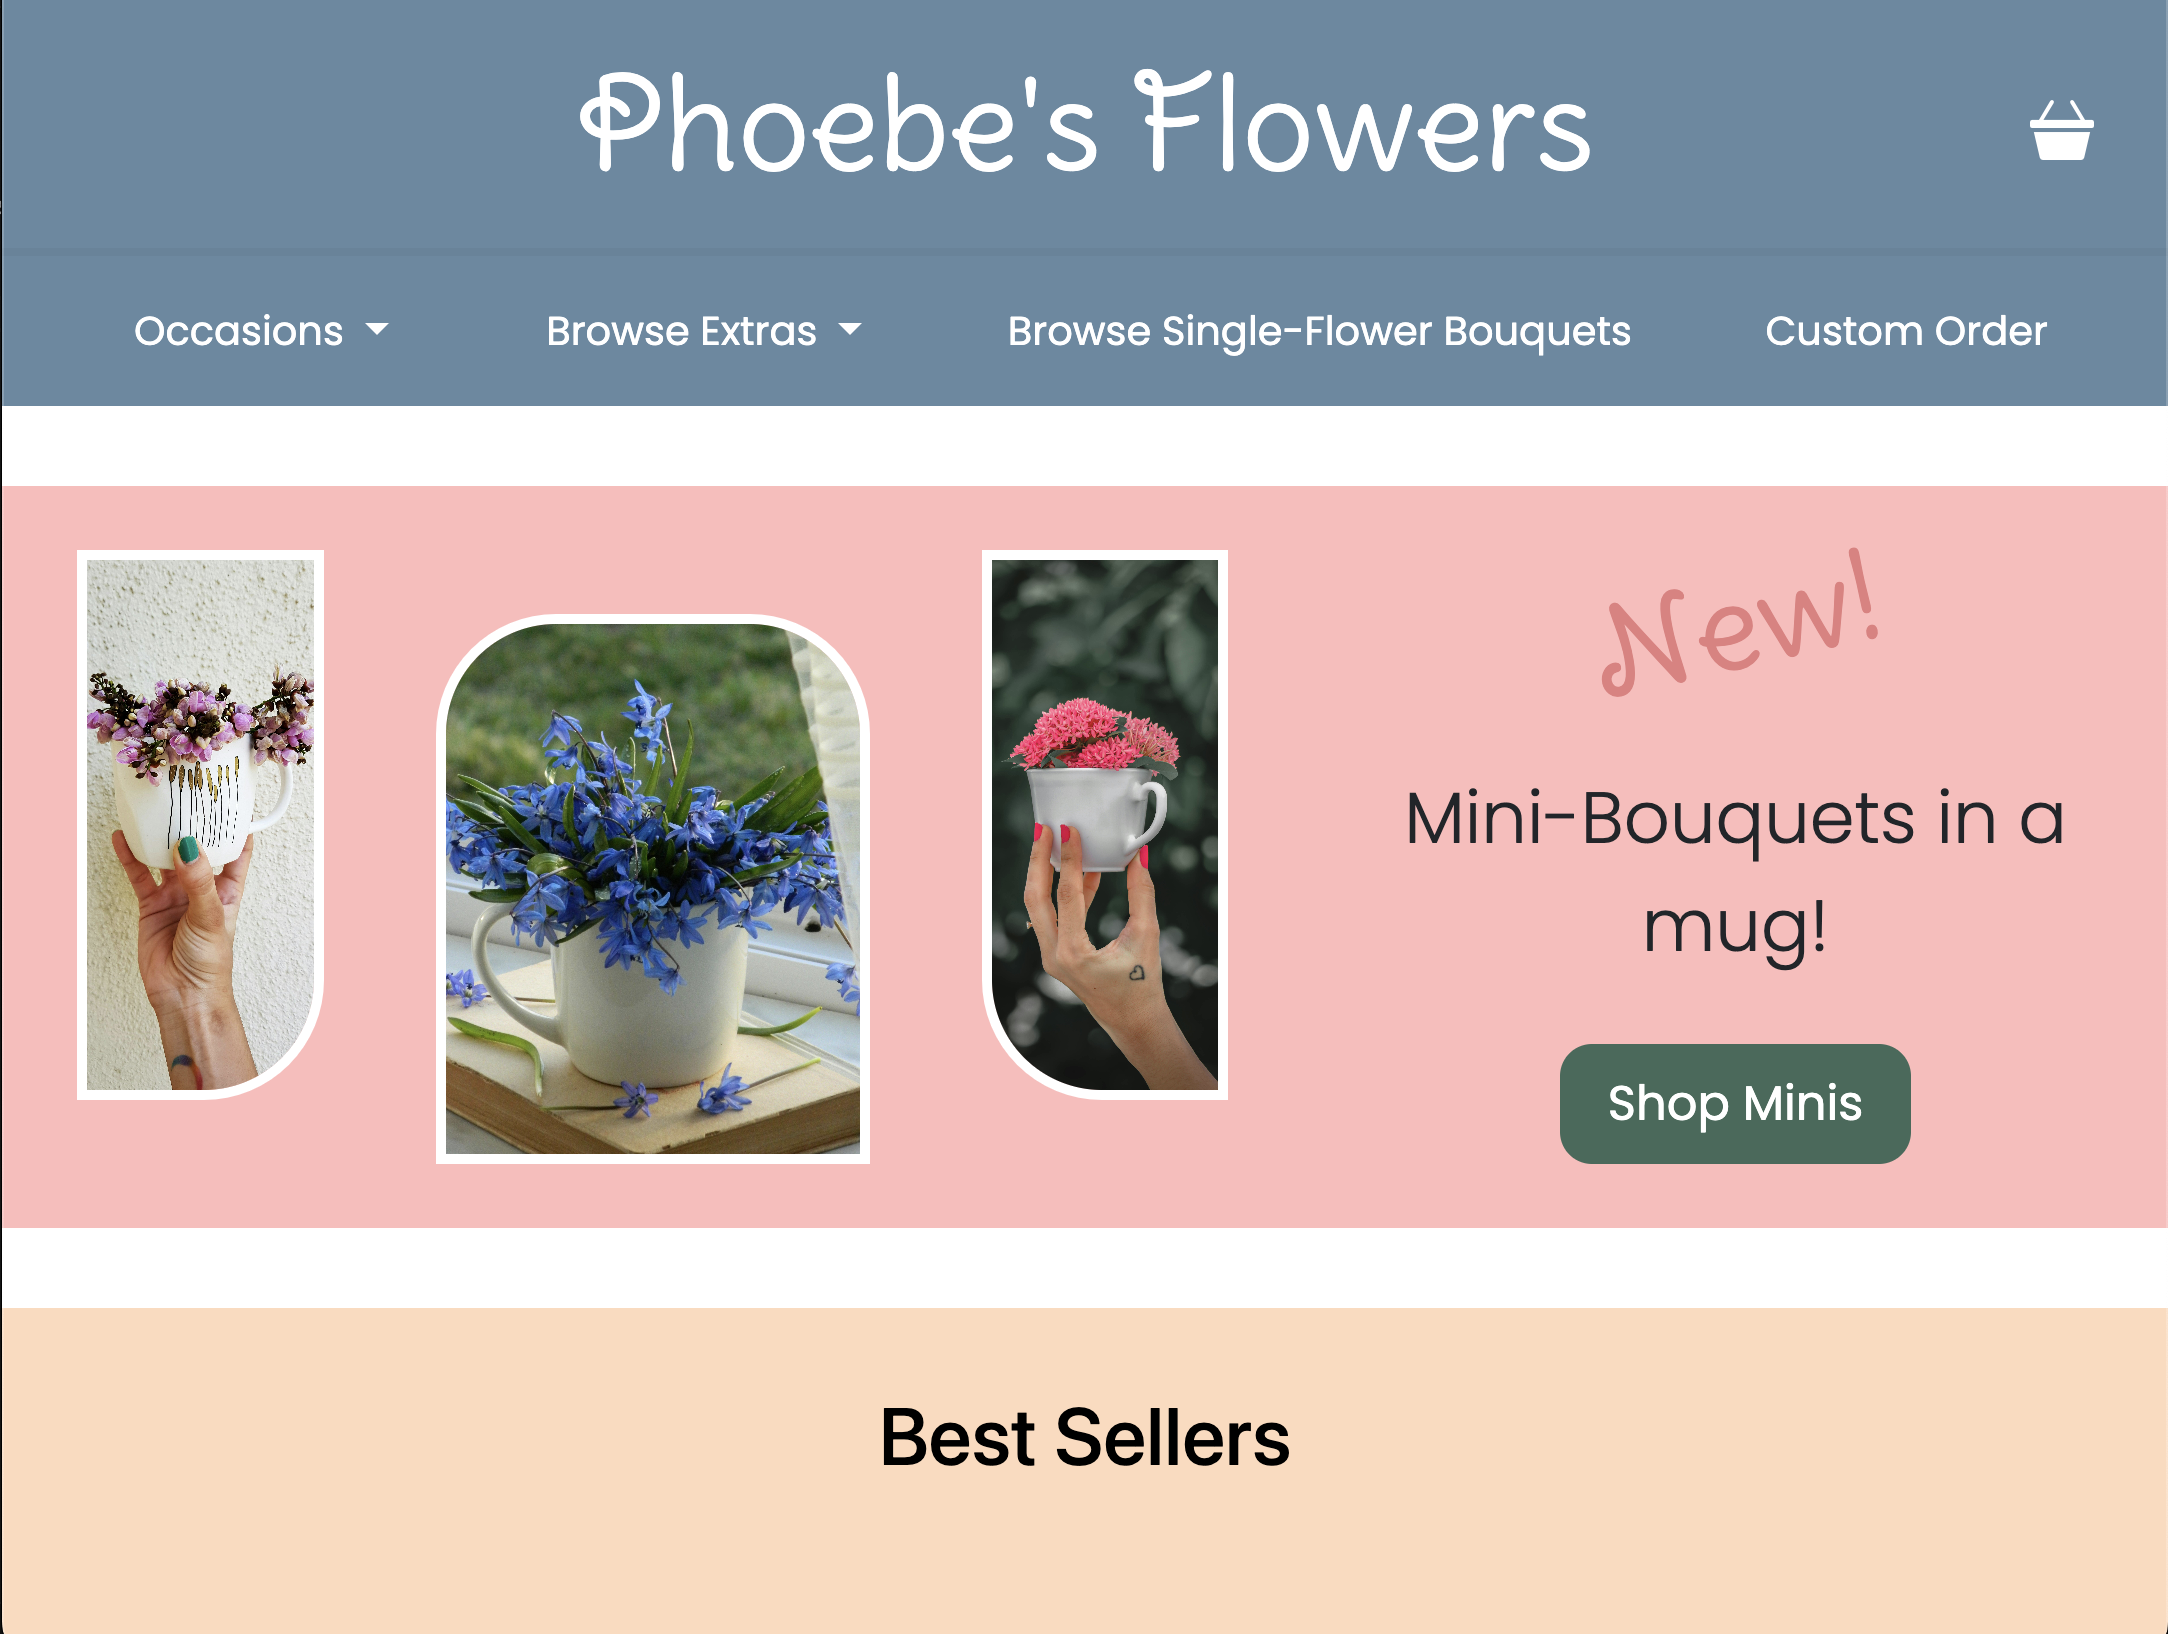 Phoebe's Flowers
Occasions
Browse Extras
Browse Single-Flower Bouquets
Custom Order
New!
Mini-Bouquets in a
mug!
Shop Minis
Best Sellers